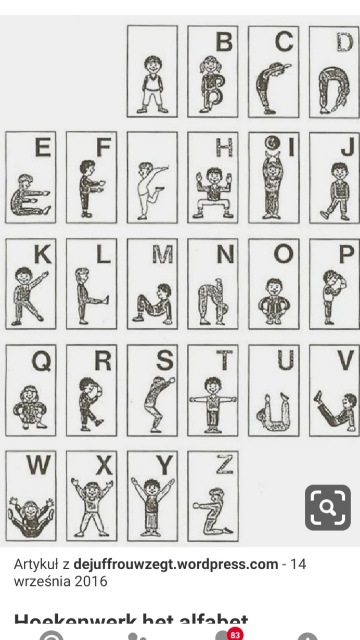 B C D
E F H I J
K L M N O P
Q R S T U V
W X Y Z
Artykuł z dejuffrouwzegt.wordpress.com - 14
września 2016
Hoekenwerk het alfabet
83